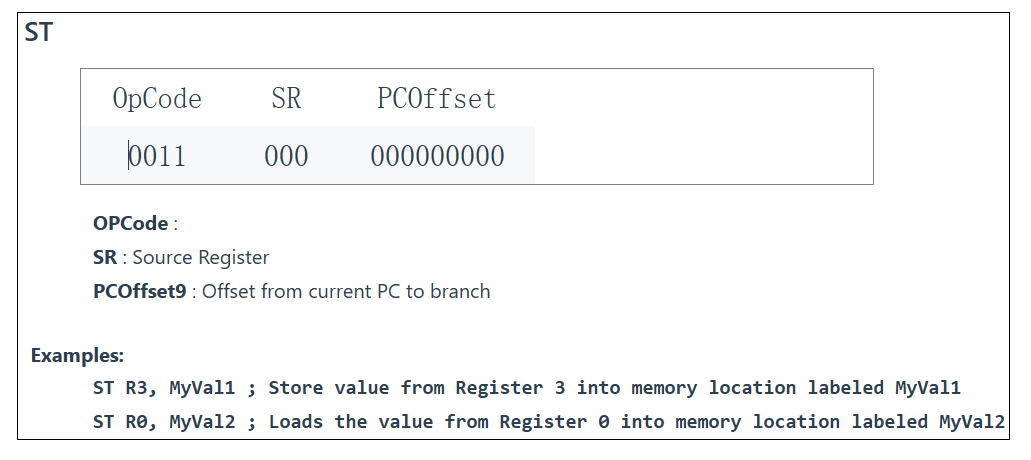 ST
OpCode SR PCOffset
0011 000 000000000
OPCode :
SR : Source Register
PCOffset9 : Offset from current PC to branch
Examples:
ST R3, MyVal1 ; Store value from Register 3 into memory location labeled MyVal1
ST R0, MyVal2 ; Loads the value from Register 0 into memory location labeled MyVal2